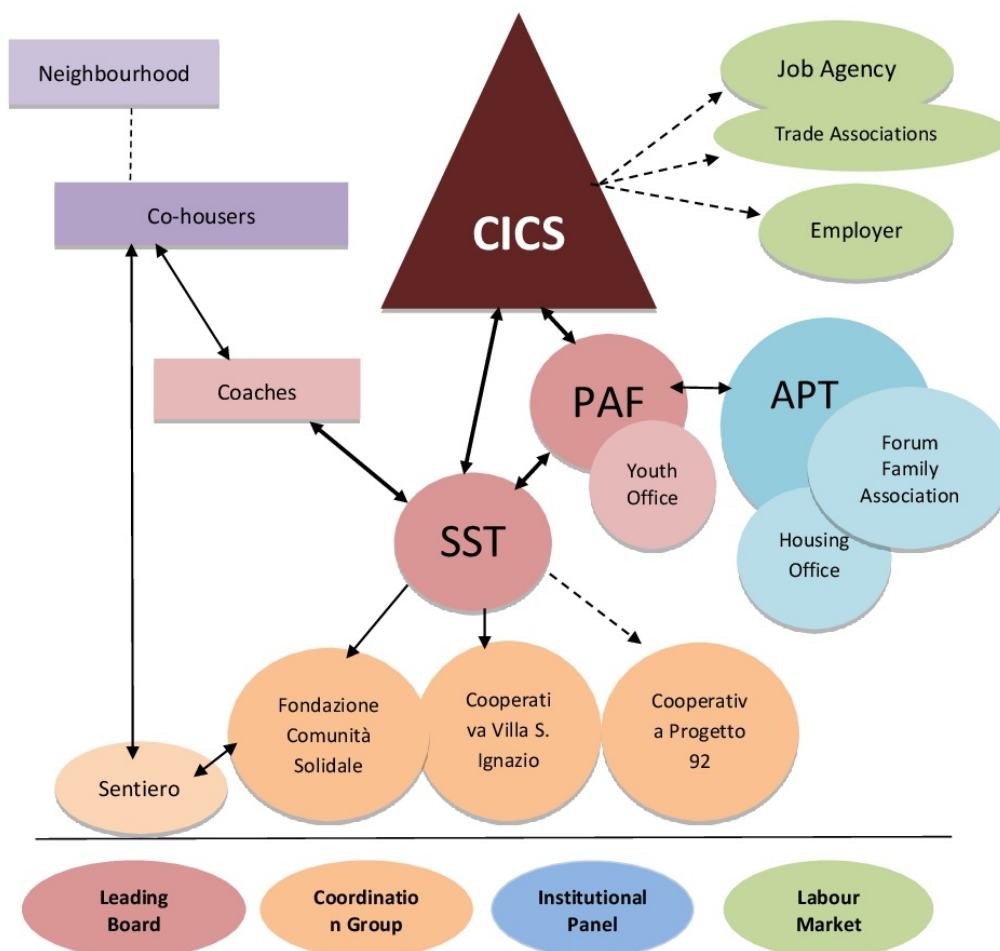 Neighbourhood
Job Agency
Trade Associations
Co-housers
CICS
Employer
Coaches
PAF
APT
Youth
Office
Forum
Family
Association
SST
Housing
Office
Fondazione
Comunità
Solidale
Cooperati
va Villa S.
Ignazio
Cooperativ
a Progetto
92
Sentiero
Leading
Board
Coordinatio
n Group
Institutional
Panel
Labour
Market